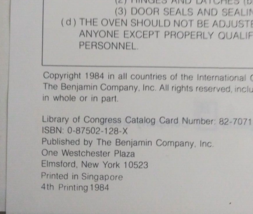 (3) DOOR SEALS AND SEALIN
(d) THE OVEN SHOULD NOT BE ADJUST
ANYONE EXCEPT PROPERLY QUALIF
PERSONNEL.
Copyright 1984 in all countries of the International C
The Benjamin Company, Inc. All rights reserved, inclu
in whole or in part.
Library of Congress Catalog Card Number: 82-7071
ISBN: 0-87502-128-X
Published by The Benjamin Company, Inc.
One Westchester Plaza
Elmsford, New York 10523
Printed in Singapore
4th Printing 1984